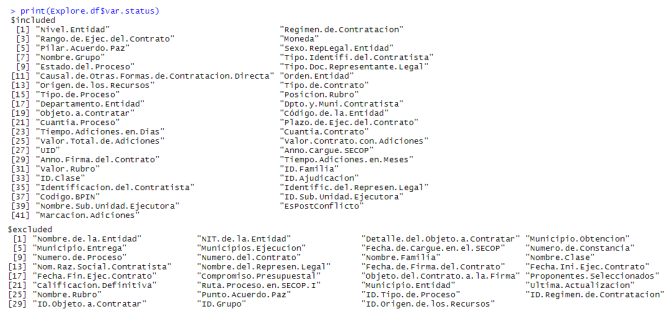 > print(Explore.df$var.status)
$included
[1] "Nivel.Entidad" "Regimen.de.Contratacion"
[3] "Rango.de.Ejec.del.Contrato" "Moneda"
[5] "Pilar.Acuerdo.Paz" "Sexo.RepLegal.Entidad"
[7] "Nombre.Grupo" "Tipo.Identifi.del.Contratista"
[9] "Estado.del.Proceso" "Tipo.Doc.Representante.Legal"
[11] "Causal.de.Otras.Formas.de.Contratacion.Directa" "Orden.Entidad"
[13] "Origen.de.los.Recursos" "Tipo.de.Contrato"
[15] "Tipo.de.Proceso" "Posicion.Rubro"
[17] "Departamento.Entidad" "Dpto.y.Muni.Contratista"
[19] "Objeto.a.Contratar" "Código.de.la.Entidad"
[21] "Cuantia.Proceso" "Plazo.de.Ejec.del.Contrato"
[23] "Tiempo.Adiciones.en.Dias" "Cuantia.Contrato"
[25] "Valor.Total.de.Adiciones" "Valor.Contrato.con.Adiciones"
[27] "UID" "Anno.Cargue.SECOP"
[29] "Anno.Firma.del.Contrato" "Tiempo.Adiciones.en.Meses"
[31] "Valor.Rubro" "ID.Familia"
[33] "ID.Clase" "ID.Ajudicacion"
[35] "Identificacion.del.Contratista" "Identific.del.Represen.Legal"
[37] "Codigo.BPIN" "ID.Sub.Unidad.Ejecutora"
[39] "Nombre.Sub.Unidad.Ejecutora" "EsPostConflicto"
[41] "Marcacion.Adiciones"
$excluded
[1] "Nombre.de.la.Entidad" "NIT.de.la.Entidad" "Detalle.del.Objeto.a.Contratar" "Municipio.Obtencion"
[5] "Municipio.Entrega" "Municipios.Ejecucion" "Fecha.de.Cargue.en.el.SECOP" "Numero.de.Constancia"
[9] "Numero.de.Proceso" "Numero.del.Contrato" "Nombre.Familia" "Nombre.Clase"
[13] "Nom.Raz.Social.Contratista" "Nombre.del.Represen.Legal" "Fecha.de.Firma.del.Contrato" "Fecha.Ini.Ejec.Contrato"
[17] "Fecha.Fin.Ejec.Contrato" "Compromiso.Presupuestal" "Objeto.del.Contrato.a.la.Firma" "Proponentes.Seleccionados"
[21] "Calificacion.Definitiva" "Ruta.Proceso.en.SECOP.I" "Municipio.Entidad" "Ultima.Actualizacion"
[25] "Nombre.Rubro" "Punto.Acuerdo.Paz" "ID.Tipo.de.Proceso" "ID.Regimen.de.Contratacion"
[29] "ID.Objeto.a.Contratar" "ID.Grupo" "ID.Origen.de.los.Recursos"